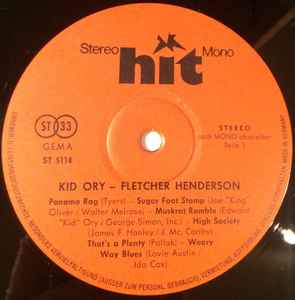 Stereo hit Mono
ST 33
GEMA
ST 5114
STEREO
auch MONO abspielbar
Seite 1
KID ORY – FLETCHER HENDERSON
Panama Rag (Tyers) – Sugar Foot Stomp (Joe "King"
Oliver / Walter Melrose) – Muskrat Ramble (Edward
"Kid" Ory / George Simon, Inc.) – High Society
(James F. Hanley / J. Mc. Carley)
That's a Plenty (Pollak) – Weary
Way Blues (Lovie Austin /
Ida Cox)